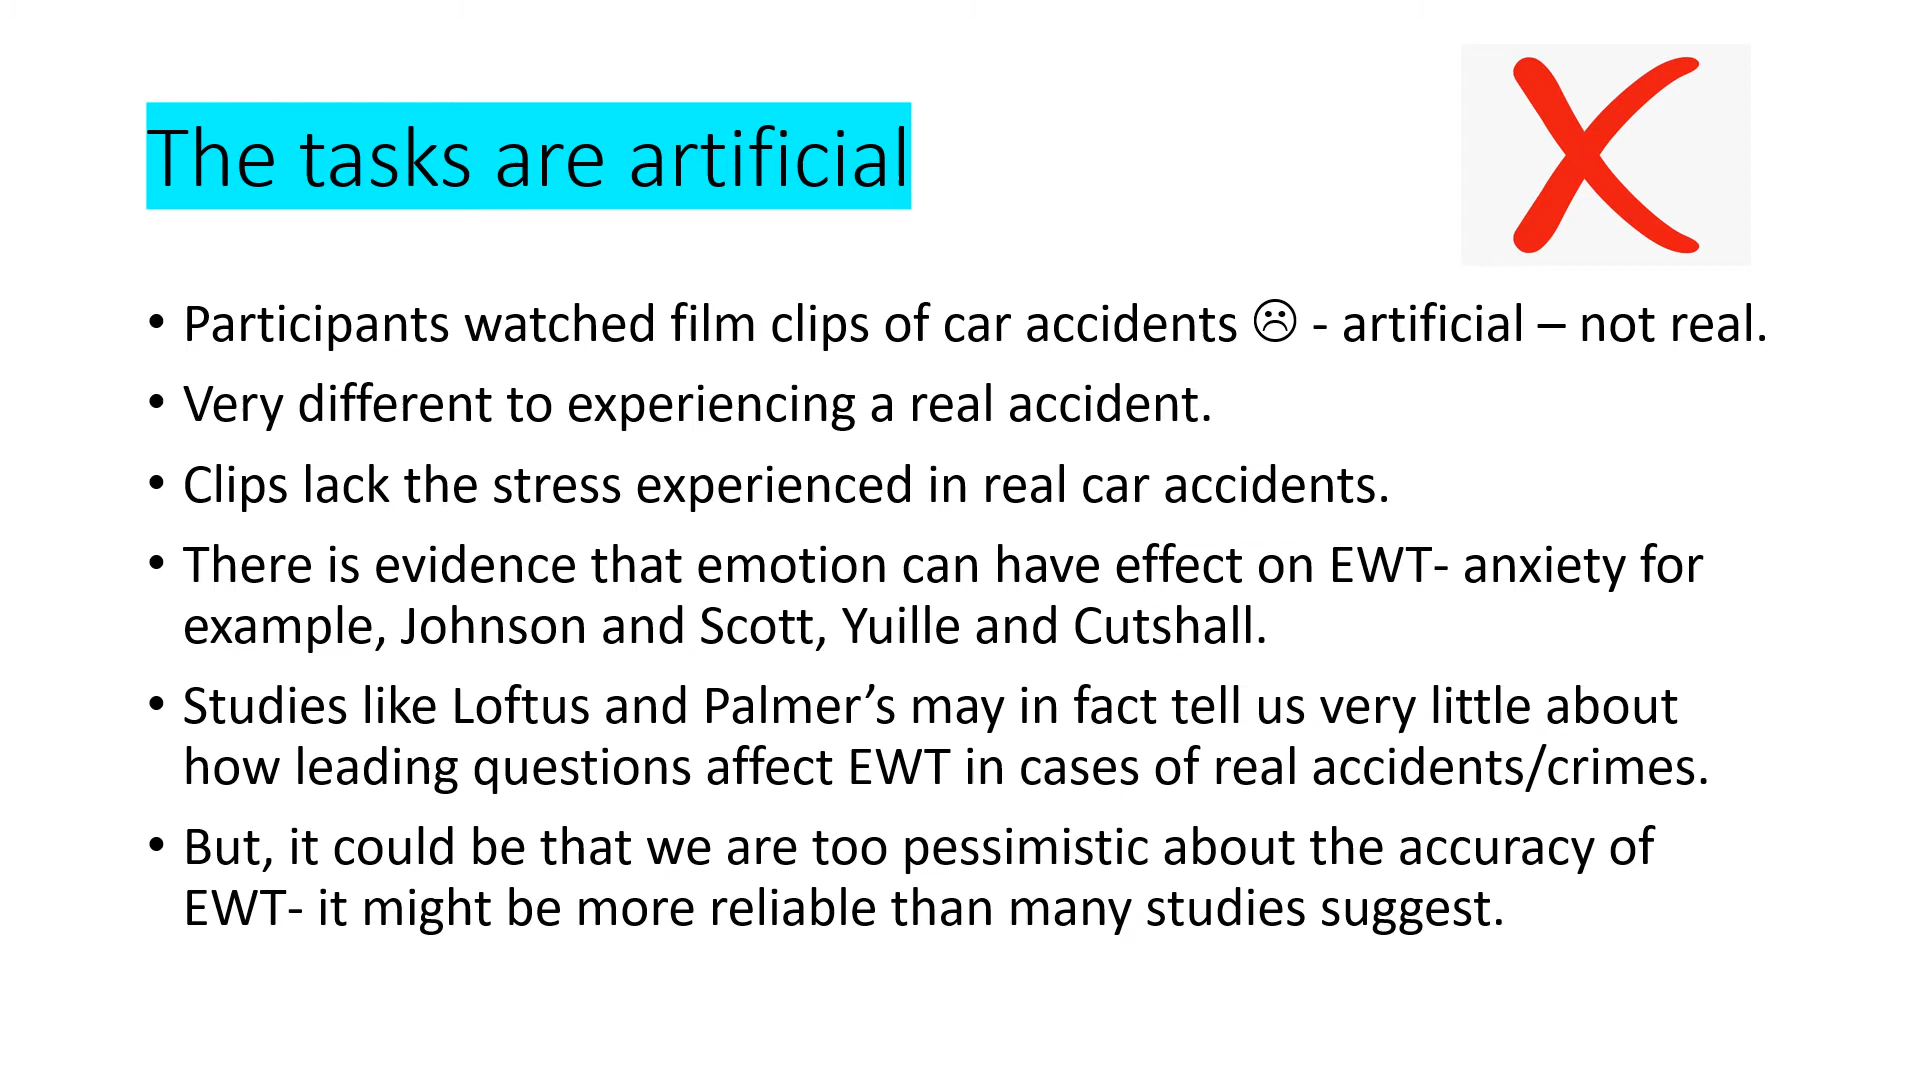 The tasks are artificial
• Participants watched film clips of car accidents ☹ - artificial – not real.
• Very different to experiencing a real accident.
• Clips lack the stress experienced in real car accidents.
• There is evidence that emotion can have effect on EWT- anxiety for
example, Johnson and Scott, Yuille and Cutshall.
• Studies like Loftus and Palmer’s may in fact tell us very little about
how leading questions affect EWT in cases of real accidents/crimes.
• But, it could be that we are too pessimistic about the accuracy of
EWT- it might be more reliable than many studies suggest.